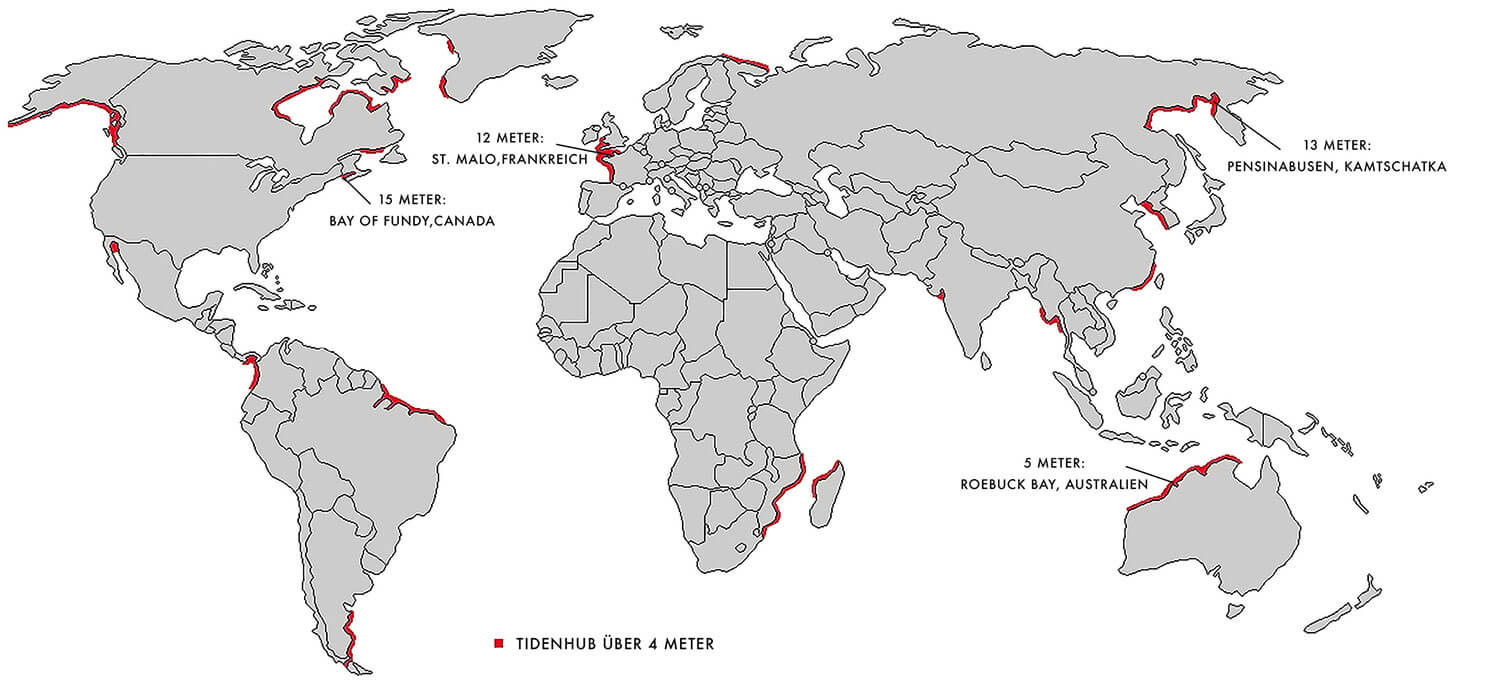 12 METER:
ST. MALO,FRANKREICH
13 METER:
PENSINABUSEN, KAMTSCHATKA
15 METER:
BAY OF FUNDY,CANADA
5 METER:
ROEBUCK BAY, AUSTRALIEN
TIDENHUB ÜBER 4 METER